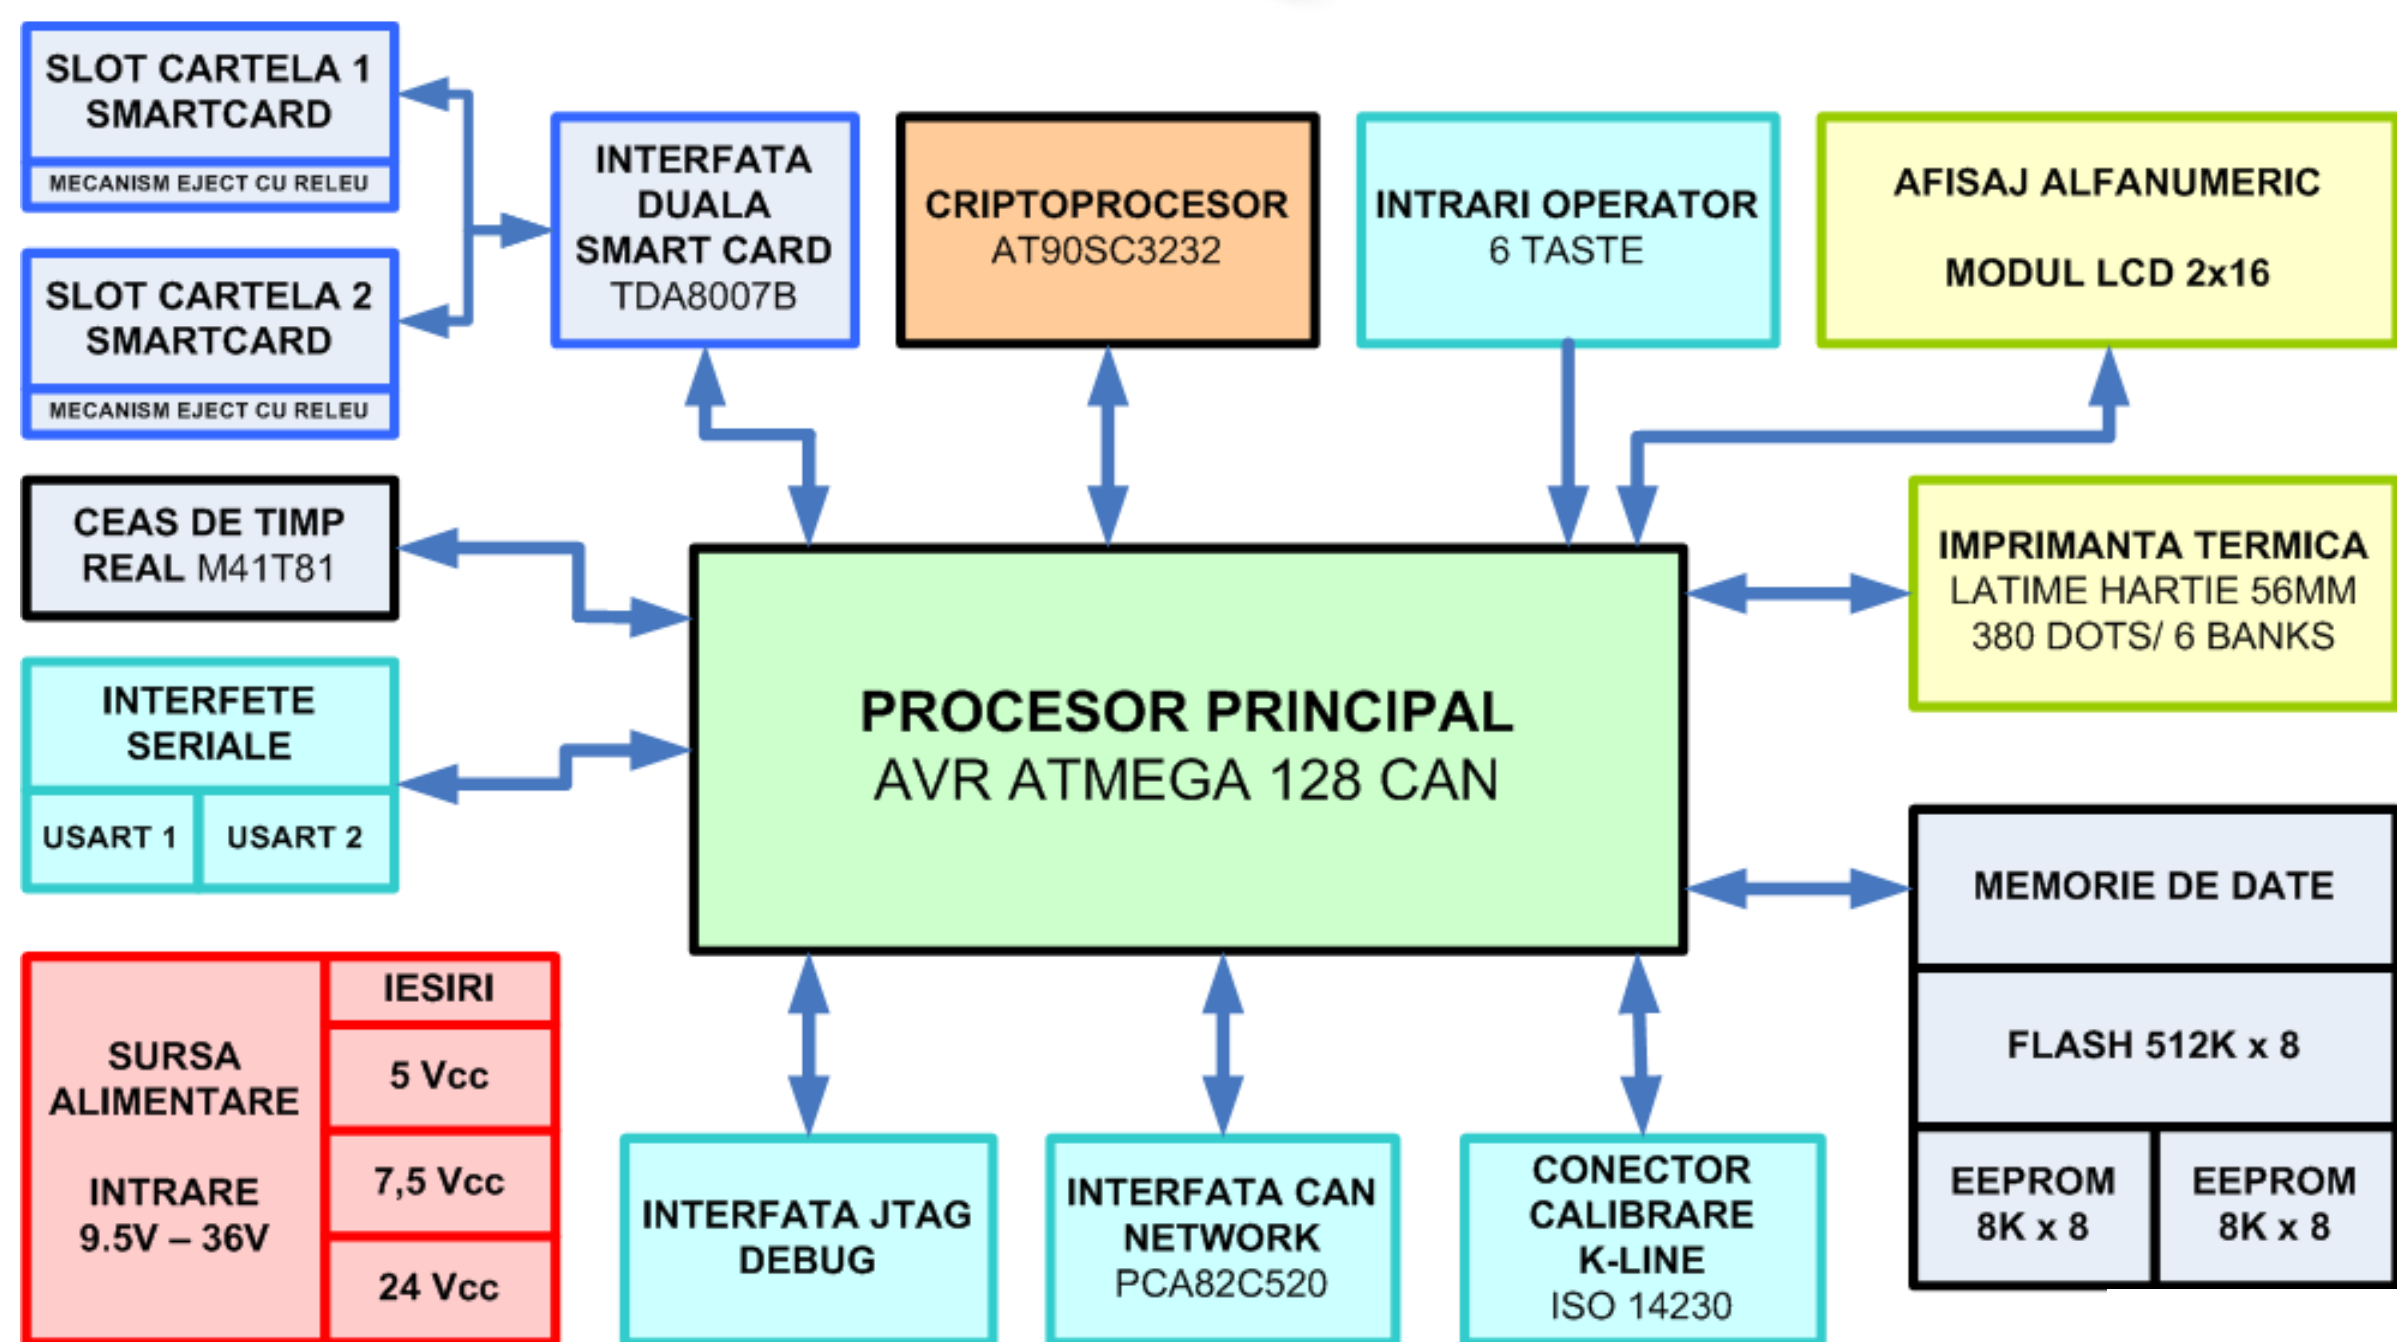 SLOT CARTELA 1
SMARTCARD
MECANISM EJECT CU RELEU
SLOT CARTELA 2
SMARTCARD
MECANISM EJECT CU RELEU
INTERFATA
DUALA
SMART CARD
TDA8007B
CRIPTOPROCESOR
AT90SC3232
INTRARI OPERATOR
6 TASTE
AFISAJ ALFANUMERIC
MODUL LCD 2x16
CEAS DE TIMP
REAL M41T81
IMPRIMANTA TERMICA
LATIME HARTIE 56MM
380 DOTS/ 6 BANKS
INTERFETE
SERIALE
USART 1
USART 2
PROCESOR PRINCIPAL
AVR ATMEGA 128 CAN
MEMORIE DE DATE
FLASH 512K x 8
EEPROM
8K x 8
EEPROM
8K x 8
SURSA
ALIMENTARE
INTRARE
9.5V – 36V
IESIRI
5 Vcc
7,5 Vcc
24 Vcc
INTERFATA JTAG
DEBUG
INTERFATA CAN
NETWORK
PCA82C520
CONECTOR
CALIBRARE
K-LINE
ISO 14230